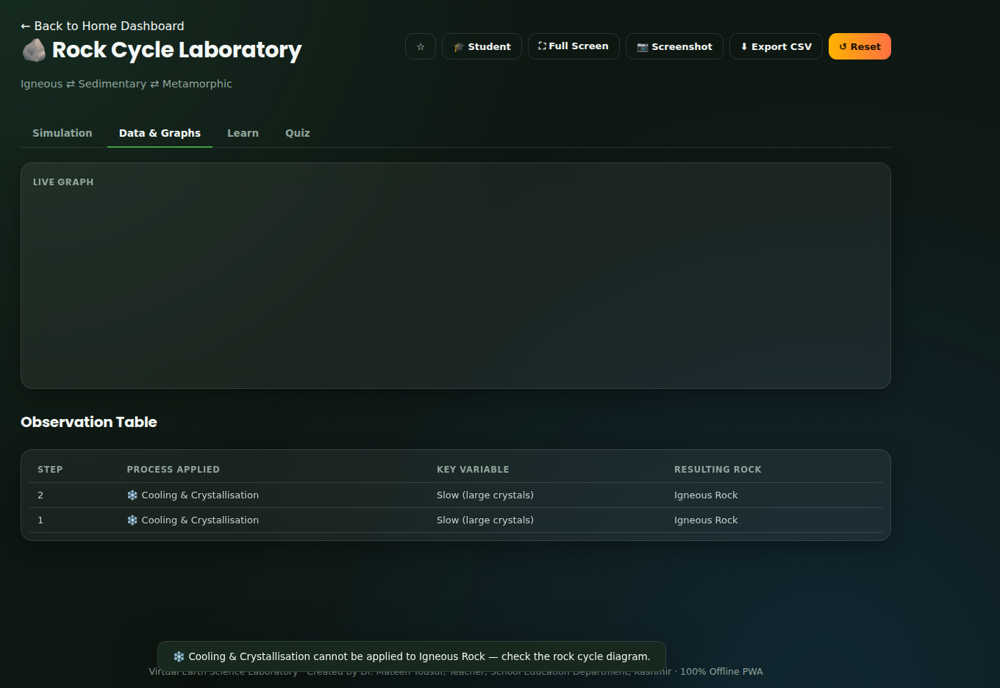 ← Back to Home Dashboard
Rock Cycle Laboratory
☆
Student
Full Screen
Screenshot
⬇ Export CSV
↺ Reset
Igneous ⇄ Sedimentary ⇄ Metamorphic
Simulation
Data & Graphs
Learn
Quiz
LIVE GRAPH
Observation Table
STEP PROCESS APPLIED KEY VARIABLE RESULTING ROCK
2 ❄️ Cooling & Crystallisation Slow (large crystals) Igneous Rock
1 ❄️ Cooling & Crystallisation Slow (large crystals) Igneous Rock
❄️ Cooling & Crystallisation cannot be applied to Igneous Rock — check the rock cycle diagram.
Virtual Earth Science Laboratory · Created by Dr. Mateen Yousuf, Teacher, School Education Department, Kashmir · 100% Offline PWA